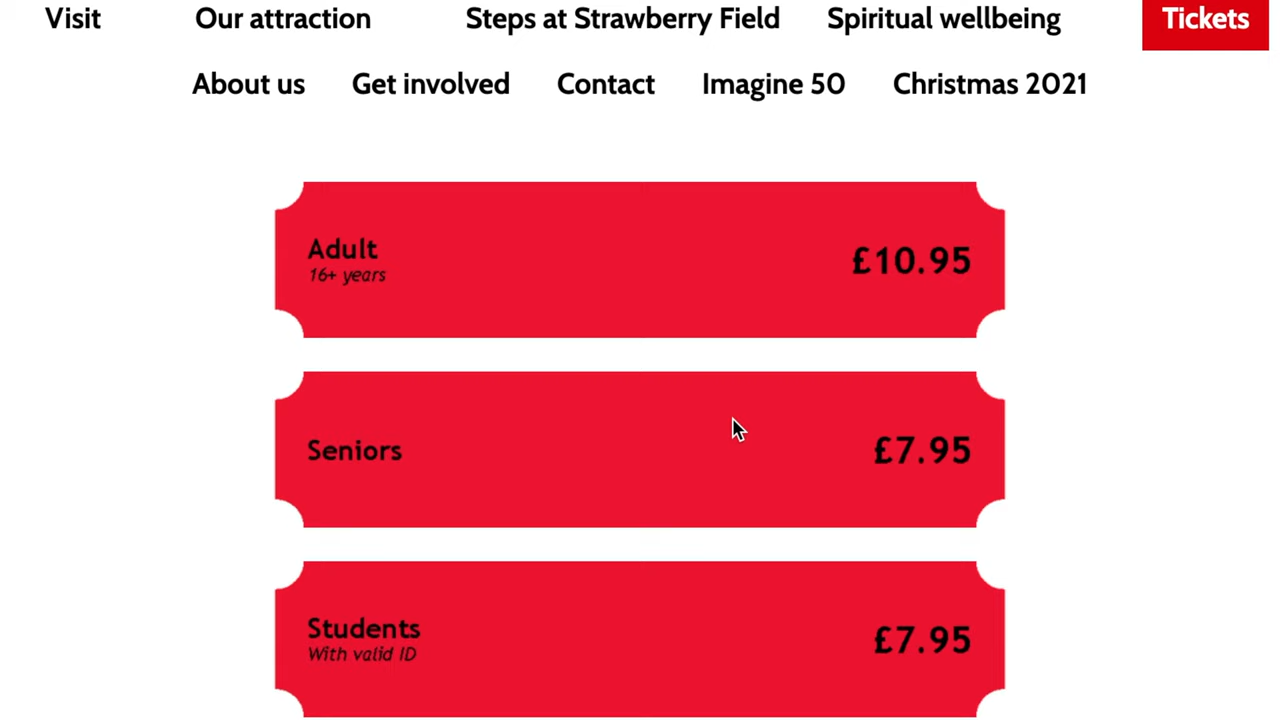 Visit Our attraction Steps at Strawberry Field Spiritual wellbeing Tickets
About us Get involved Contact Imagine 50 Christmas 2021
Adult
16+ years
£10.95
Seniors
£7.95
Students
With valid ID
£7.95